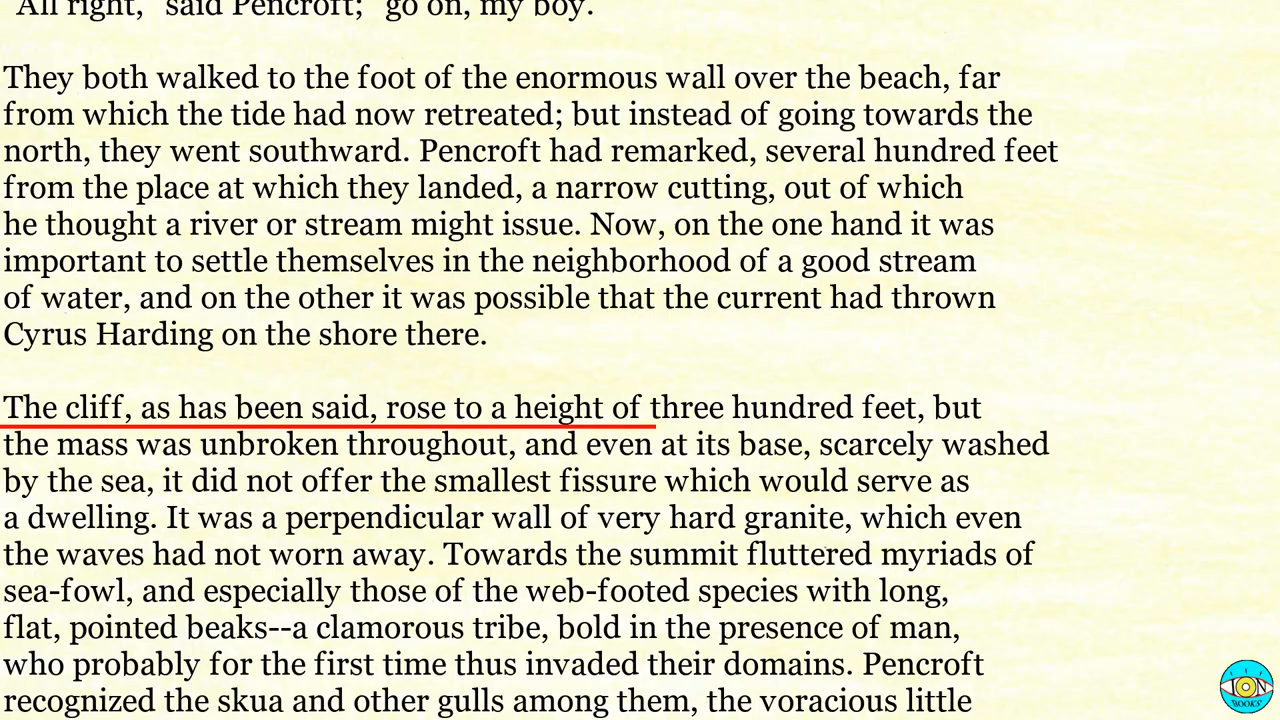 "All right," said Pencroft; "go on, my boy."
They both walked to the foot of the enormous wall over the beach, far
from which the tide had now retreated; but instead of going towards the
north, they went southward. Pencroft had remarked, several hundred feet
from the place at which they landed, a narrow cutting, out of which
he thought a river or stream might issue. Now, on the one hand it was
important to settle themselves in the neighborhood of a good stream
of water, and on the other it was possible that the current had thrown
Cyrus Harding on the shore there.
The cliff, as has been said, rose to a height of three hundred feet, but
the mass was unbroken throughout, and even at its base, scarcely washed
by the sea, it did not offer the smallest fissure which would serve as
a dwelling. It was a perpendicular wall of very hard granite, which even
the waves had not worn away. Towards the summit fluttered myriads of
sea-fowl, and especially those of the web-footed species with long,
flat, pointed beaks--a clamorous tribe, bold in the presence of man,
who probably for the first time thus invaded their domains. Pencroft
recognized the skua and other gulls among them, the voracious little
ION
BOOKS